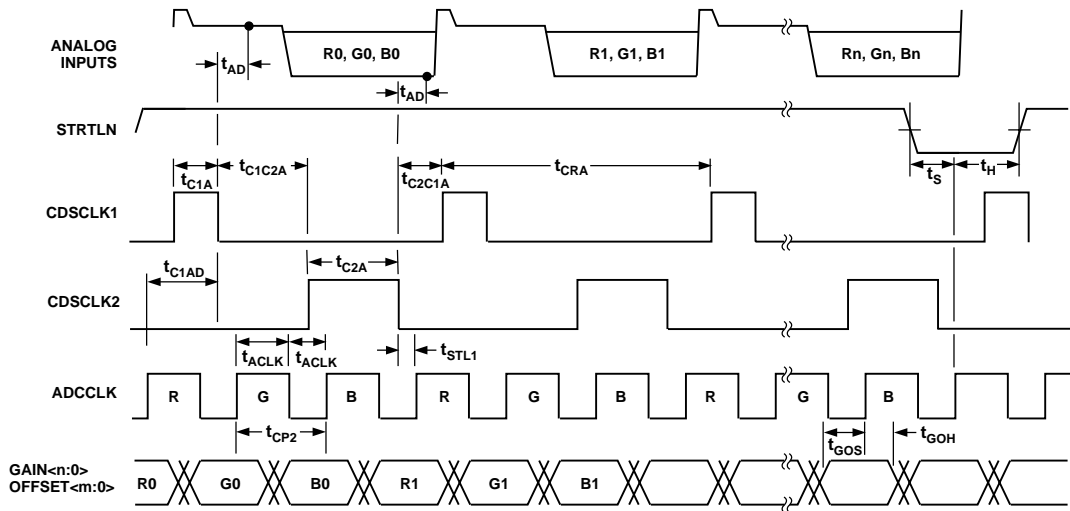 ANALOG
INPUTS
R0, G0, B0
R1, G1, B1
Rn, Gn, Bn
tAD
tAD
STRTLN
tC1A
tC1C2A
tC2C1A
tCRA
tS
tH
CDSCLK1
tC1AD
tC2A
CDSCLK2
tACLK
tACLK
tSTL1
ADCCLK
R
G
B
R
G
B
R
G
B
tCP2
tGOS
tGOH
GAIN<n:0>
OFFSET<m:0>
R0
G0
B0
R1
G1
B1